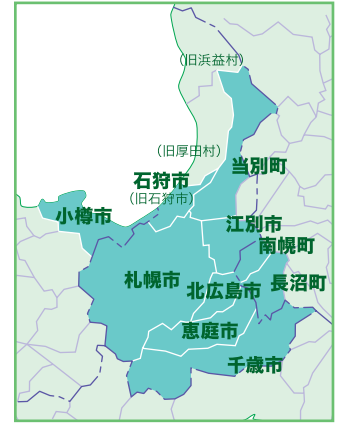 （旧浜益村）
（旧厚田村）
当別町
石狩市
（旧石狩市）
小樽市
江別市
南幌町
札幌市
長沼町
北広島市
恵庭市
千歳市